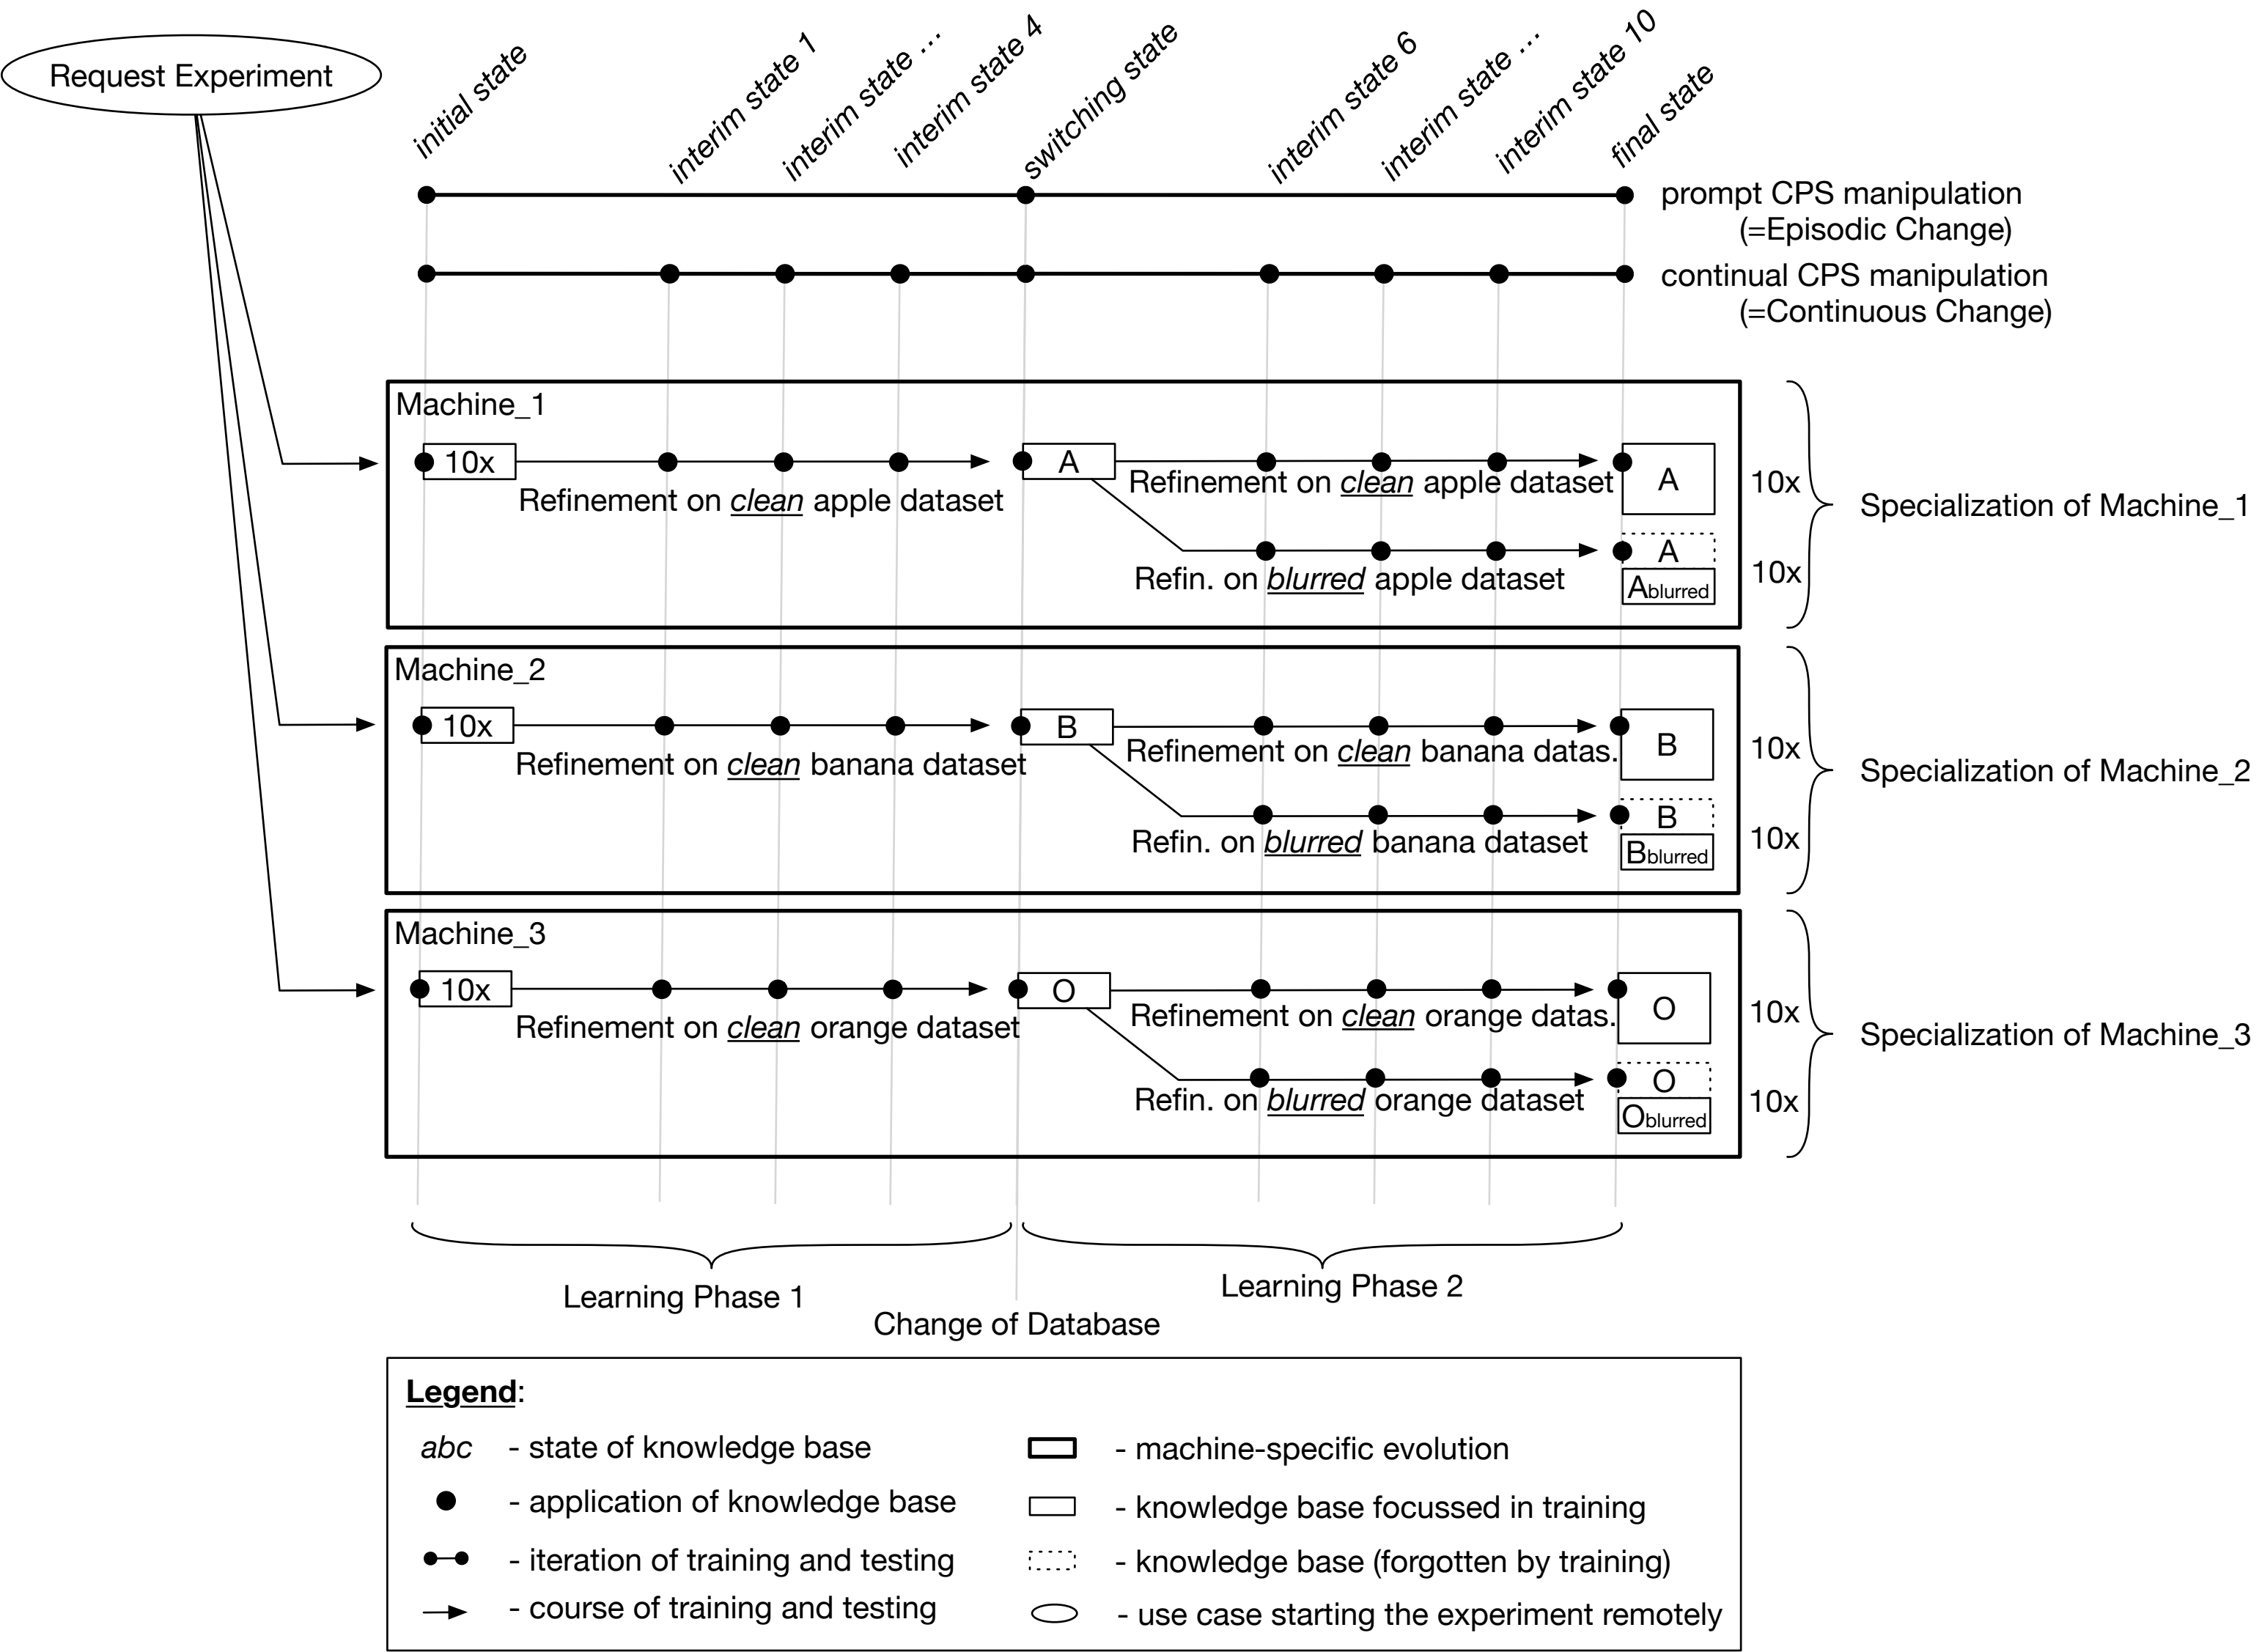 Request Experiment
initial state
interim state 1
interim state ...
interim state 4
switching state
interim state 6
interim state ...
interim state 10
final state
prompt CPS manipulation
(=Episodic Change)
continual CPS manipulation
(=Continuous Change)
Machine_1
10x
Refinement on clean apple dataset
A
Refinement on clean apple dataset
A
10x
Refin. on blurred apple dataset
A
Ablurred
10x
Specialization of Machine_1
Machine_2
10x
Refinement on clean banana dataset
B
Refinement on clean banana datas.
B
10x
Refin. on blurred banana dataset
B
Bblurred
10x
Specialization of Machine_2
Machine_3
10x
Refinement on clean orange dataset
O
Refinement on clean orange datas.
O
10x
Refin. on blurred orange dataset
O
Oblurred
10x
Specialization of Machine_3
Learning Phase 1
Learning Phase 2
Change of Database
Legend:
abc - state of knowledge base
- application of knowledge base
- iteration of training and testing
- course of training and testing
- machine-specific evolution
- knowledge base focussed in training
- knowledge base (forgotten by training)
- use case starting the experiment remotely